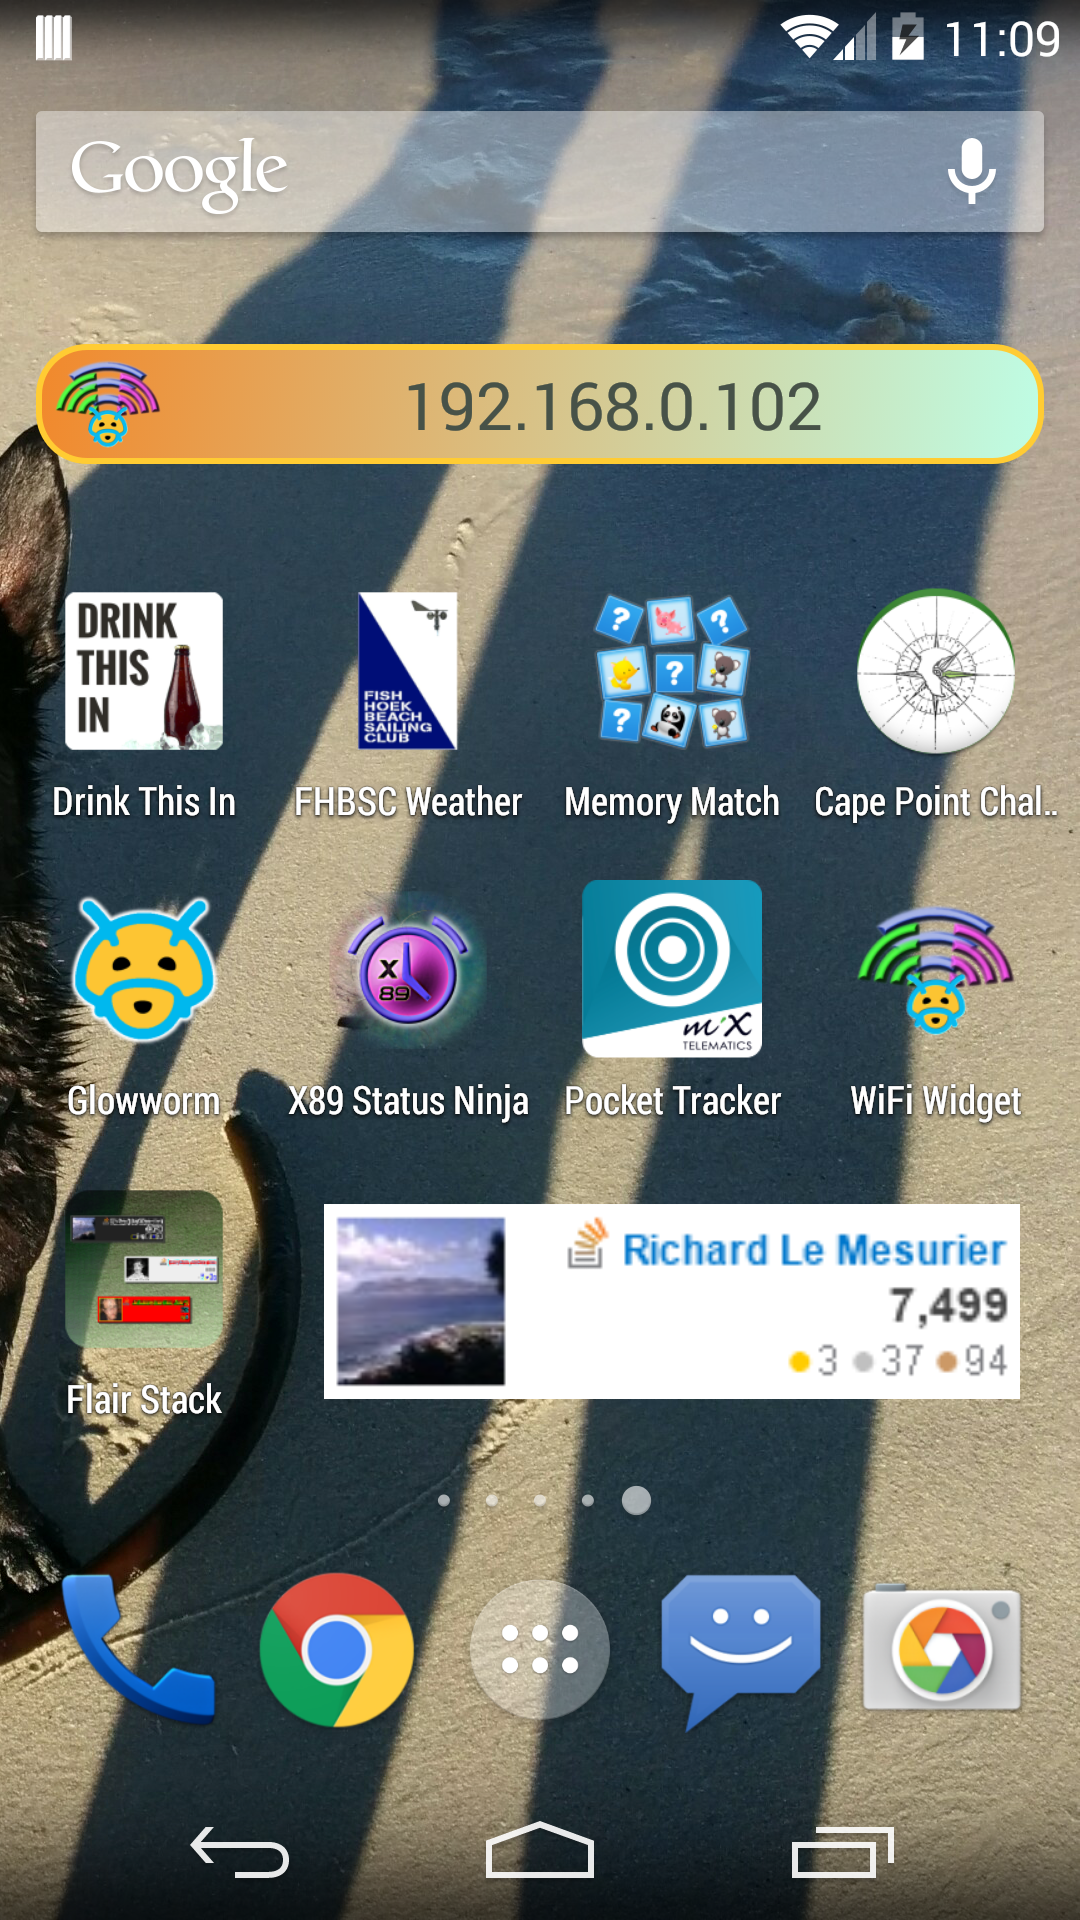 11:09
Google
192.168.0.102
DRINK
THIS
IN
FISH
HOEK
BEACH
SAILING
CLUB
? ?
?
?
Drink This In
FHBSC Weather
Memory Match
Cape Point Chal..
X
89
mix
TELEMATICS
Glowworm
X89 Status Ninja
Pocket Tracker
WiFi Widget
Richard Le Mesurier
7,499
3 37 94
Flair Stack